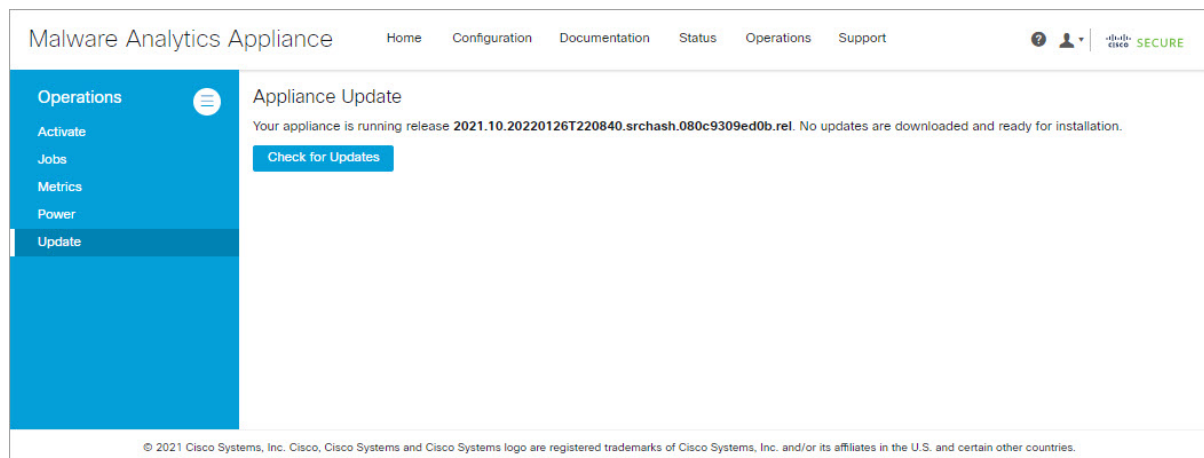 Malware Analytics Appliance
Home Configuration Documentation Status Operations Support
CISCO SECURE
Operations
Activate
Jobs
Metrics
Power
Update
Appliance Update
Your appliance is running release 2021.10.20220126T220840.srchash.080c9309ed0b.rel. No updates are downloaded and ready for installation.
Check for Updates
© 2021 Cisco Systems, Inc. Cisco, Cisco Systems and Cisco Systems logo are registered trademarks of Cisco Systems, Inc. and/or its affiliates in the U.S. and certain other countries.